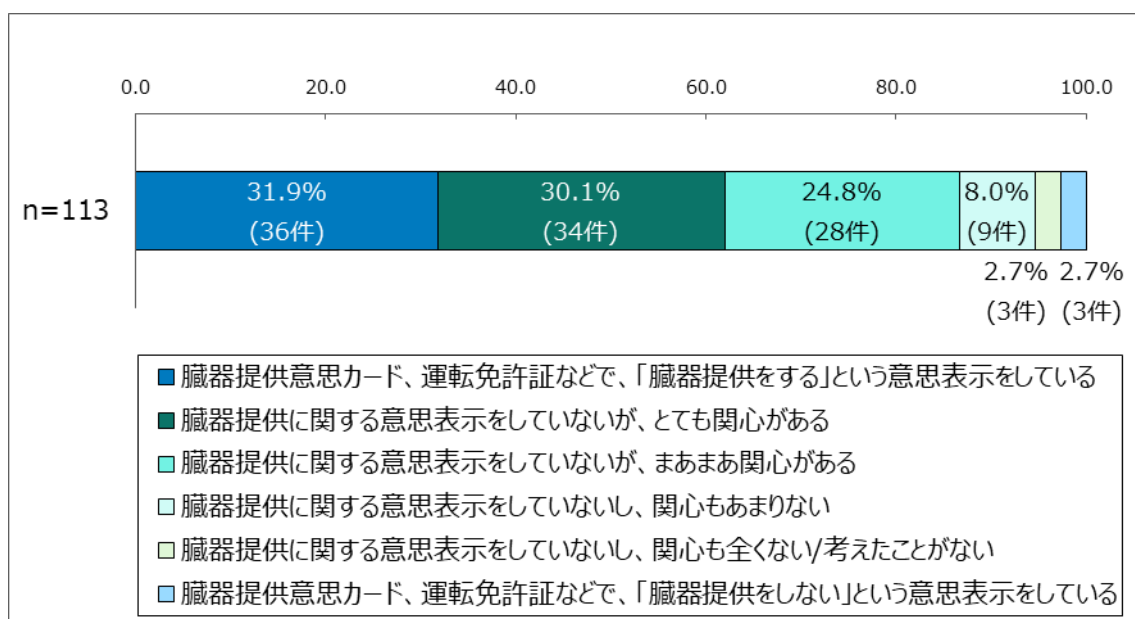 0.0 20.0 40.0 60.0 80.0 100.0
n=113
31.9% 30.1% 24.8% 8.0%
(36件) (34件) (28件) (9件)
2.7% 2.7%
(3件) (3件)
臓器提供意思カード、運転免許証などで、「臓器提供をする」という意思表示をしている
臓器提供に関する意思表示をしていないが、とても関心がある
臓器提供に関する意思表示をしていないが、まあまあ関心がある
臓器提供に関する意思表示をしていないし、関心もあまりない
臓器提供に関する意思表示をしていないし、関心も全くない/考えたことがない
臓器提供意思カード、運転免許証などで、「臓器提供をしない」という意思表示をしている